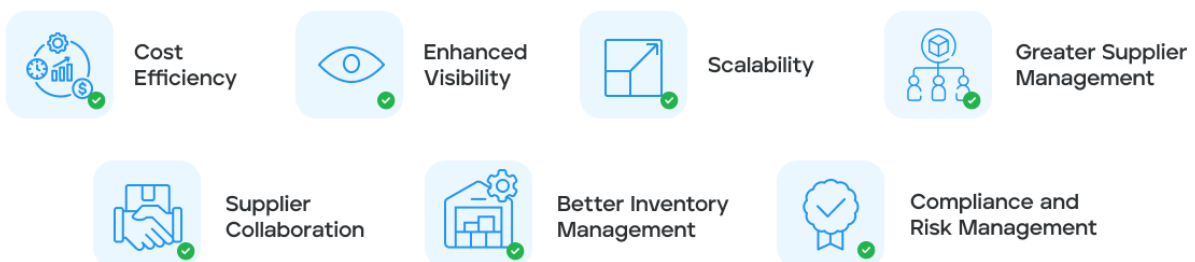 Cost
Efficiency
Enhanced
Visibility
Scalability
Greater Supplier
Management
Supplier
Collaboration
Better Inventory
Management
Compliance and
Risk Management